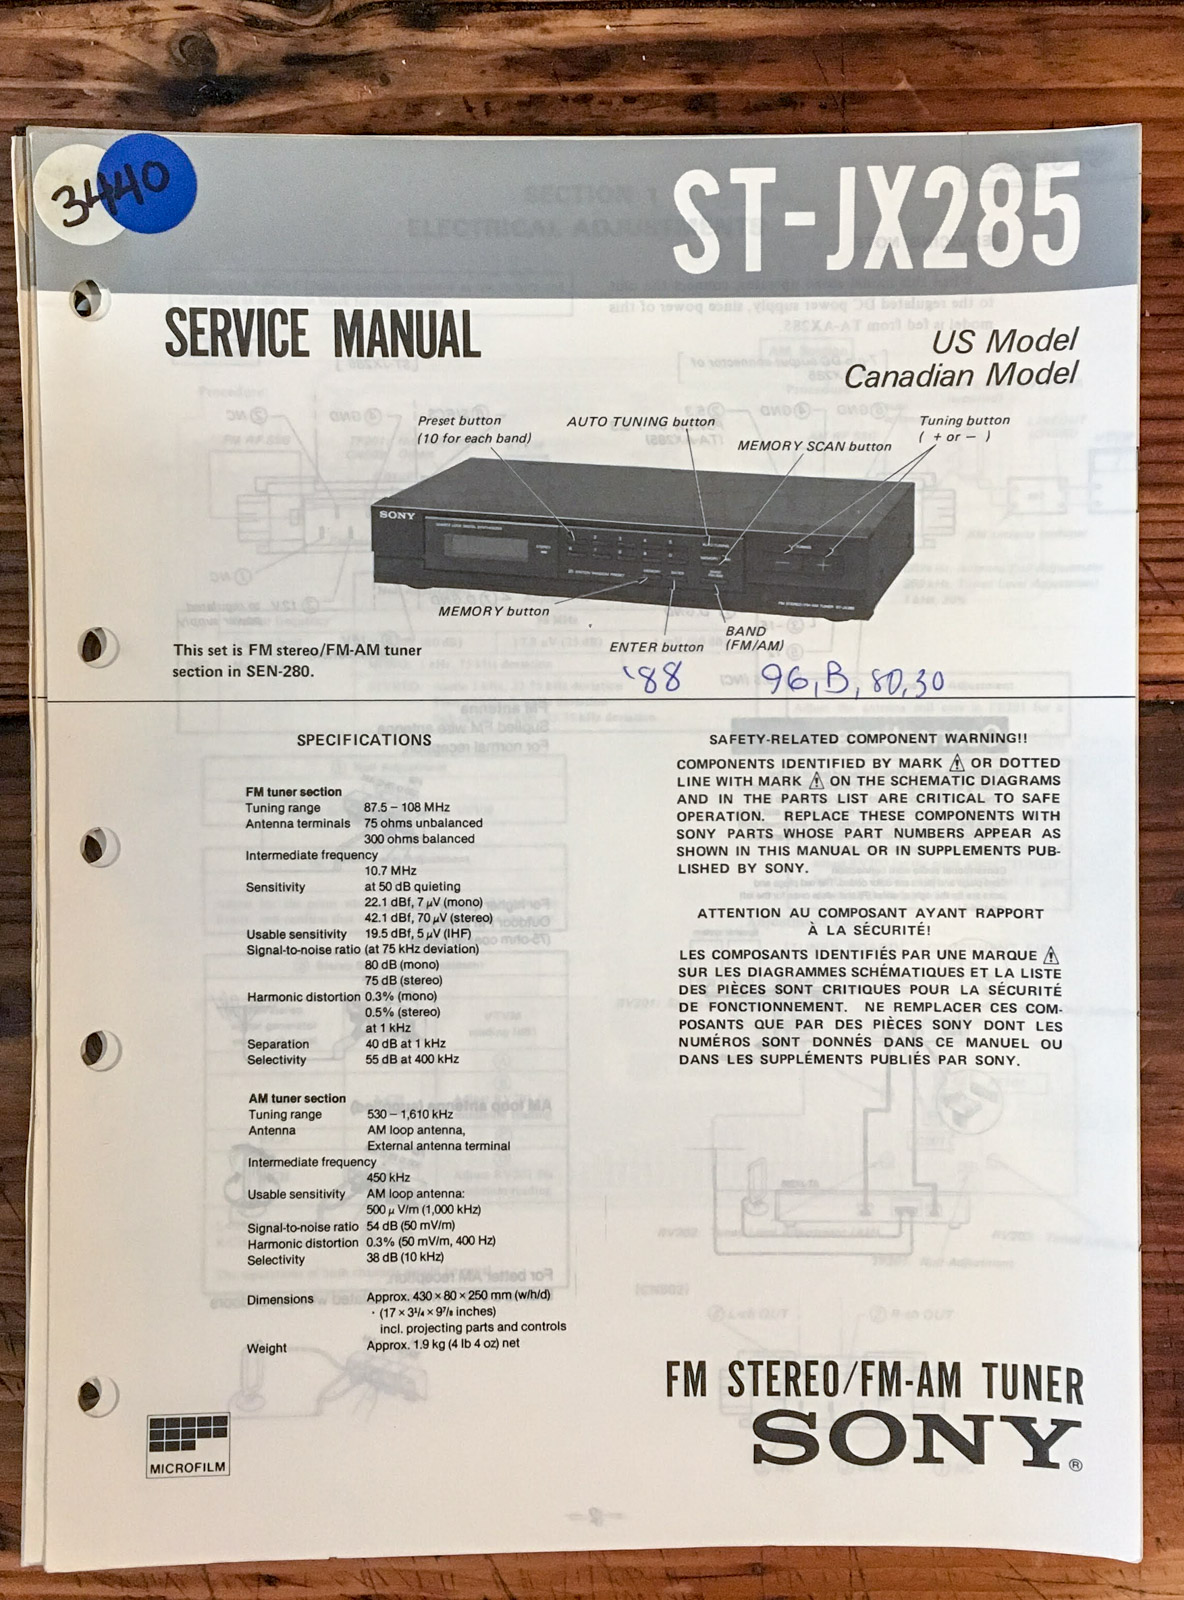 3440
ST-JX285
SERVICE MANUAL
US Model
Canadian Model
Preset button
(10 for each band)
AUTO TUNING button
MEMORY SCAN button
Tuning button
( + or − )
SONY
MEMORY button
ENTER button
BAND
(FM/AM)
This set is FM stereo/FM-AM tuner
section in SEN-280.
'88 96, B, 80, 30
SPECIFICATIONS
FM tuner section
Tuning range 87.5 – 108 MHz
Antenna terminals 75 ohms unbalanced
300 ohms balanced
Intermediate frequency
10.7 MHz
Sensitivity at 50 dB quieting
22.1 dBf, 7 μV (mono)
42.1 dBf, 70 μV (stereo)
Usable sensitivity 19.5 dBf, 5 μV (IHF)
Signal-to-noise ratio (at 75 kHz deviation)
80 dB (mono)
75 dB (stereo)
Harmonic distortion 0.3% (mono)
0.5% (stereo)
at 1 kHz
Separation 40 dB at 1 kHz
Selectivity 55 dB at 400 kHz
AM tuner section
Tuning range 530 – 1,610 kHz
Antenna AM loop antenna,
External antenna terminal
Intermediate frequency
450 kHz
Usable sensitivity AM loop antenna:
500 μ V/m (1,000 kHz)
Signal-to-noise ratio 54 dB (50 mV/m)
Harmonic distortion 0.3% (50 mV/m, 400 Hz)
Selectivity 38 dB (10 kHz)
Dimensions Approx. 430 × 80 × 250 mm (w/h/d)
(17 × 3 1/4 × 9 7/8 inches)
incl. projecting parts and controls
Weight Approx. 1.9 kg (4 lb 4 oz) net
SAFETY-RELATED COMPONENT WARNING!!
COMPONENTS IDENTIFIED BY MARK ⚠ OR DOTTED
LINE WITH MARK ⚠ ON THE SCHEMATIC DIAGRAMS
AND IN THE PARTS LIST ARE CRITICAL TO SAFE
OPERATION. REPLACE THESE COMPONENTS WITH
SONY PARTS WHOSE PART NUMBERS APPEAR AS
SHOWN IN THIS MANUAL OR IN SUPPLEMENTS PUB-
LISHED BY SONY.
ATTENTION AU COMPOSANT AYANT RAPPORT
À LA SÉCURITÉ!
LES COMPOSANTS IDENTIFIÉS PAR UNE MARQUE ⚠
SUR LES DIAGRAMMES SCHÉMATIQUES ET LA LISTE
DES PIÈCES SONT CRITIQUES POUR LA SÉCURITÉ
DE FONCTIONNEMENT. NE REMPLACER CES COM-
POSANTS QUE PAR DES PIÈCES SONY DONT LES
NUMÉROS SONT DONNÉS DANS CE MANUEL OU
DANS LES SUPPLÉMENTS PUBLIÉS PAR SONY.
FM STEREO/FM-AM TUNER
SONY®
MICROFILM